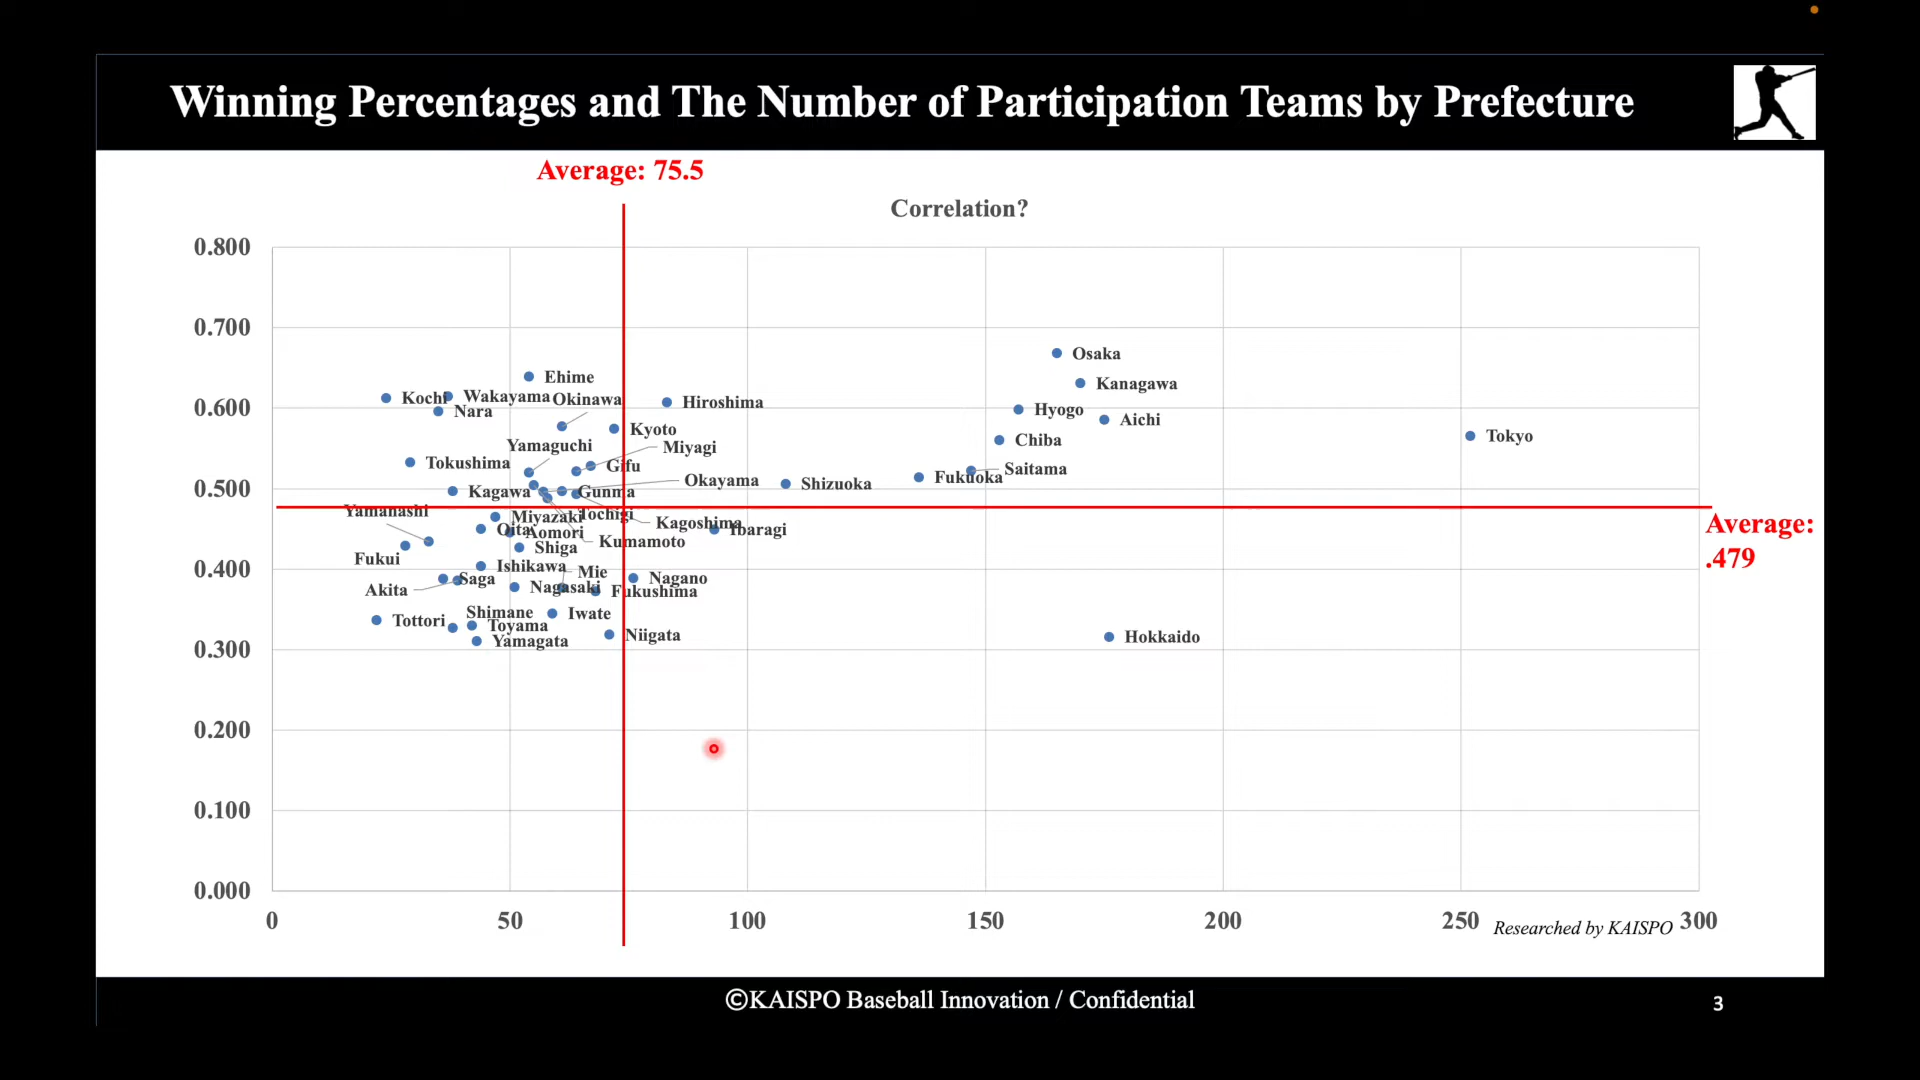 Winning Percentages and The Number of Participation Teams by Prefecture
Average: 75.5
Correlation?
0.800
0.700
0.600
0.500
0.400
0.300
0.200
0.100
0.000
Osaka
Ehime
Kanagawa
Kochi
Wakayama
Okinawa
Hiroshima
Nara
Hyogo
Aichi
Kyoto
Tokyo
Chiba
Yamaguchi
Miyagi
Tokushima
Gifu
Saitama
Fukuoka
Okayama
Shizuoka
Kagawa
Gunma
Yamanashi
Miyazaki
Tochigi
Kagoshima
Ibaragi
Oita
Aomori
Kumamoto
Shiga
Fukui
Ishikawa
Mie
Saga
Nagano
Akita
Nagasaki
Fukushima
Shimane
Iwate
Tottori
Toyama
Niigata
Yamagata
Hokkaido
Average:
.479
0
50
100
150
200
250
300
Researched by KAISPO
©KAISPO Baseball Innovation / Confidential
3